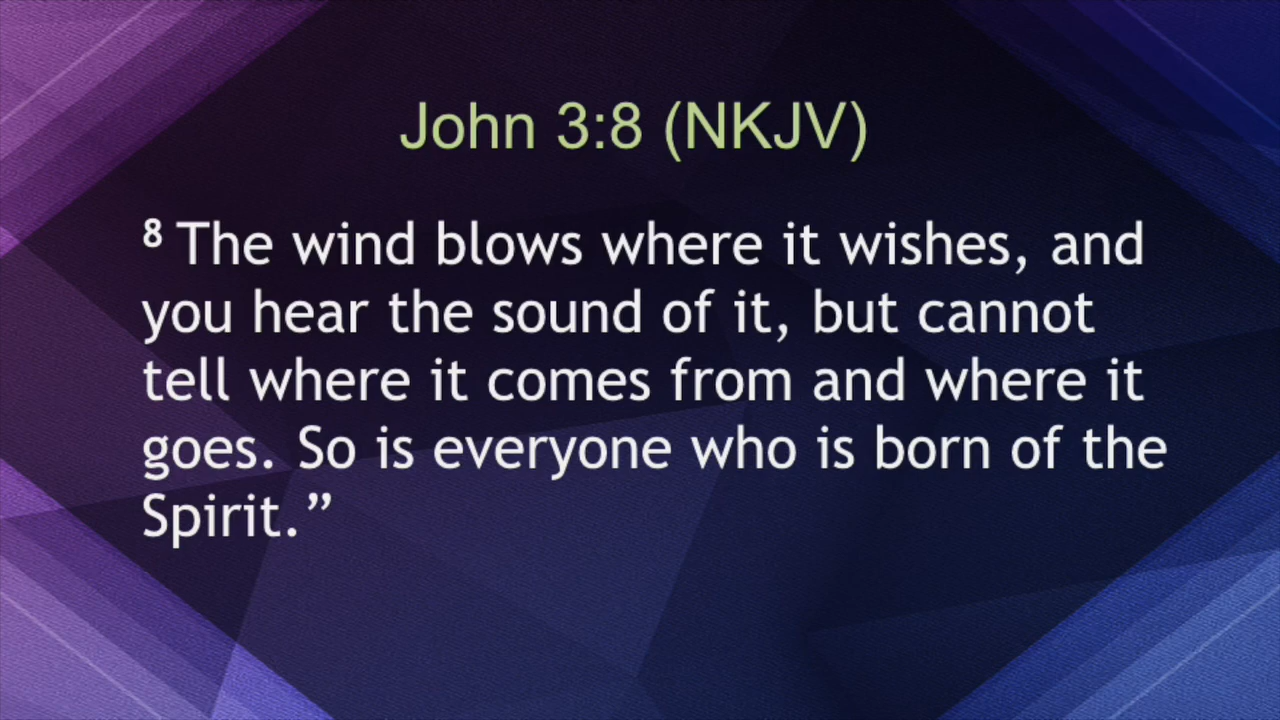 John 3:8 (NKJV)
8 The wind blows where it wishes, and
you hear the sound of it, but cannot
tell where it comes from and where it
goes. So is everyone who is born of the
Spirit.”